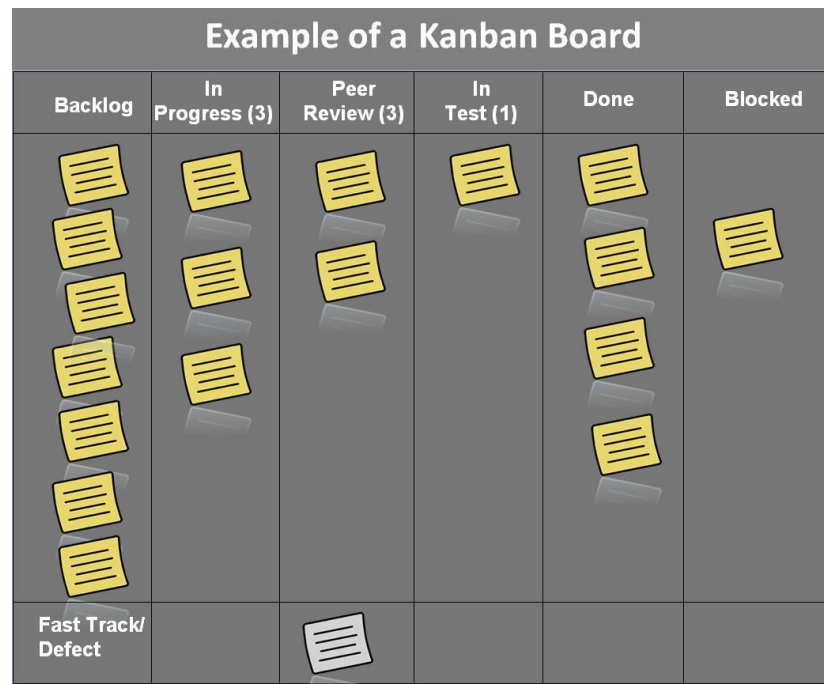 Example of a Kanban Board
Backlog
In
Progress (3)
Peer
Review (3)
In
Test (1)
Done
Blocked
Fast Track/
Defect